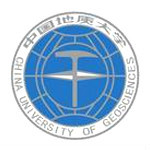 中国地质大学
CHINA UNIVERSITY OF GEOSCIENCES